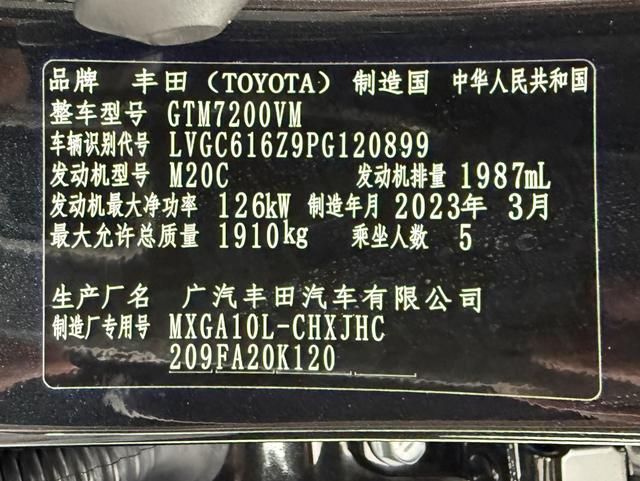 品牌 丰田（TOYOTA） 制造国 中华人民共和国
整车型号 GTM7200VM
车辆识别代号 LVGC616Z9PG120899
发动机型号 M20C 发动机排量 1987mL
发动机最大净功率 126kW 制造年月 2023年 3月
最大允许总质量 1910kg 乘坐人数 5
生产厂名 广汽丰田汽车有限公司
制造厂专用号 MXGA10L-CHXJHC
209FA20K120